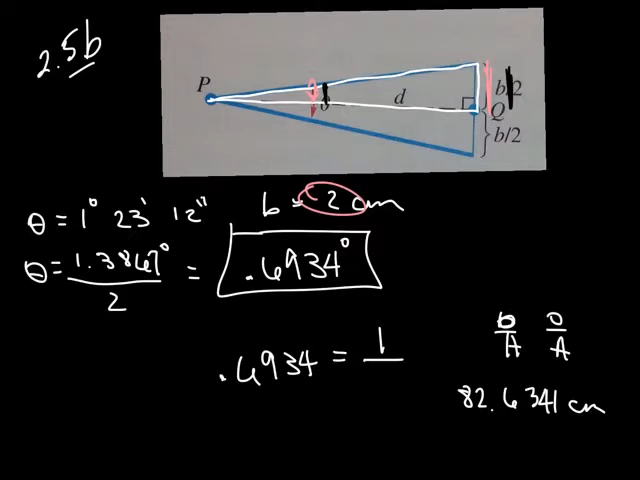 2.5b
P
θ
d
Q
b/2
b/2
θ = 1° 23' 12"
b = 2 cm
θ = 1.3867° / 2 = .6934°
.6934 = 1
O/A O/A
82.6341 cm